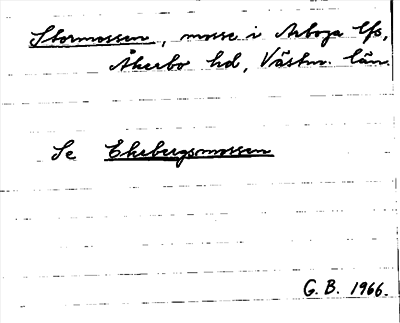 Stormossen, mosse i Arboga lfs,
Åkerbo hd, Västm. län.
Se Ekebergsmossen
G. B. 1966.